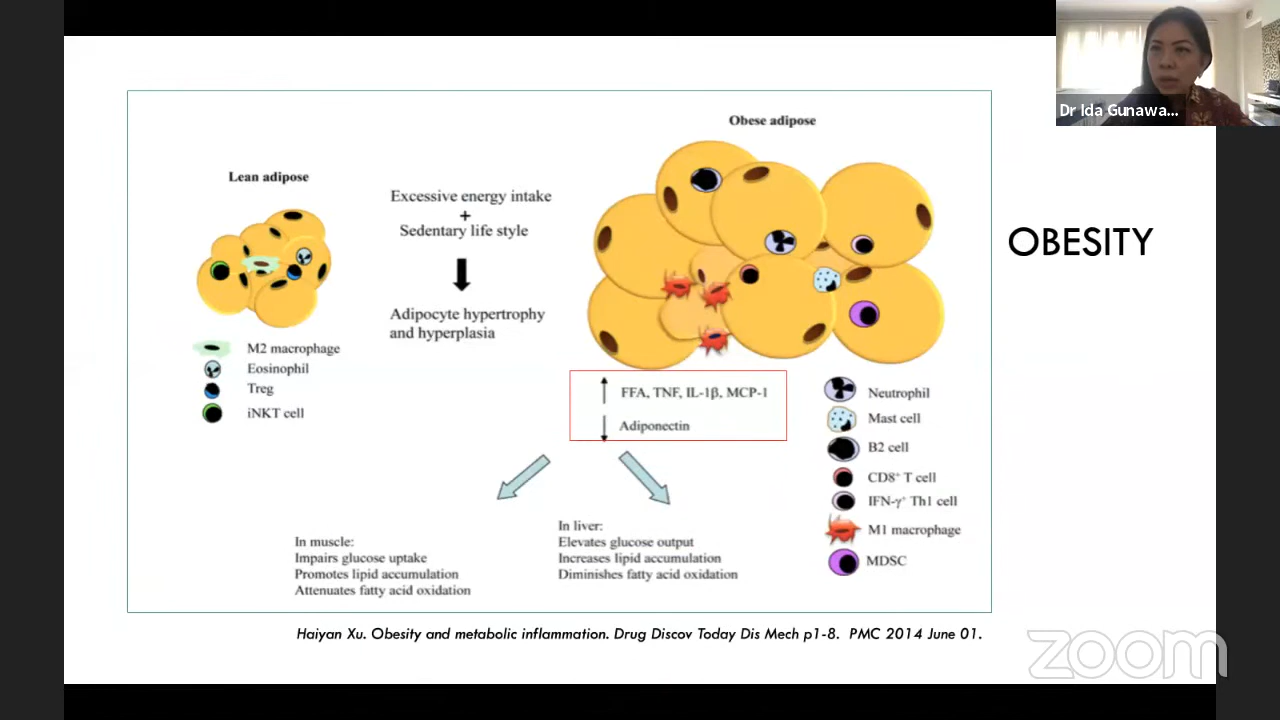 Dr Ida Gunawa...
Obese adipose
Lean adipose
Excessive energy intake
+
Sedentary life style
OBESITY
Adipocyte hypertrophy
and hyperplasia
M2 macrophage
Eosinophil
Treg
iNKT cell
FFA, TNF, IL-1β, MCP-1
Adiponectin
Neutrophil
Mast cell
B2 cell
CD8⁺ T cell
IFN-γ⁺ Th1 cell
M1 macrophage
MDSC
In muscle:
Impairs glucose uptake
Promotes lipid accumulation
Attenuates fatty acid oxidation
In liver:
Elevates glucose output
Increases lipid accumulation
Diminishes fatty acid oxidation
Haiyan Xu. Obesity and metabolic inflammation. Drug Discov Today Dis Mech p1-8. PMC 2014 June 01.
zoom